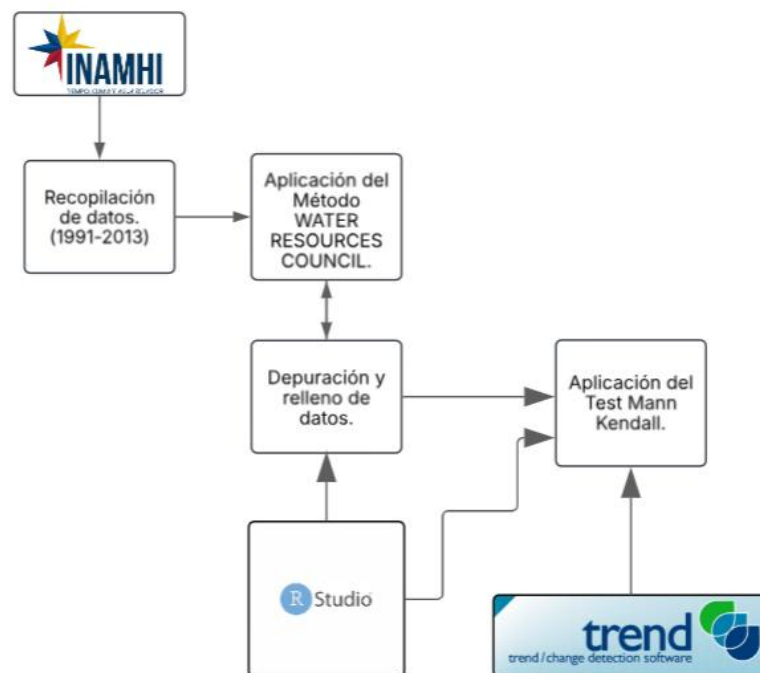 INAMHI
Recopilación
de datos.
(1991-2013)
Aplicación del
Método
WATER
RESOURCES
COUNCIL.
Depuración y
relleno de
datos.
Aplicación del
Test Mann
Kendall.
R Studio
trend
trend/change detection software